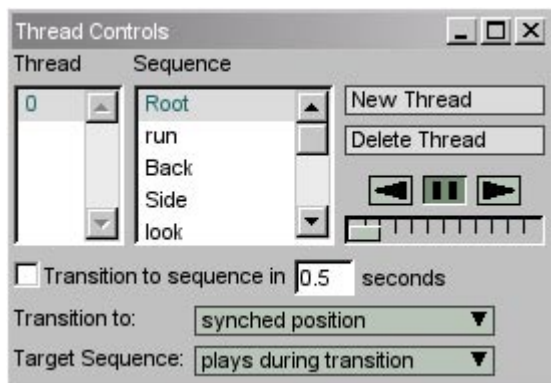 Thread Controls
Thread Sequence
0 Root
run
Back
Side
look
New Thread
Delete Thread
Transition to sequence in 0.5 seconds
Transition to: synched position
Target Sequence: plays during transition